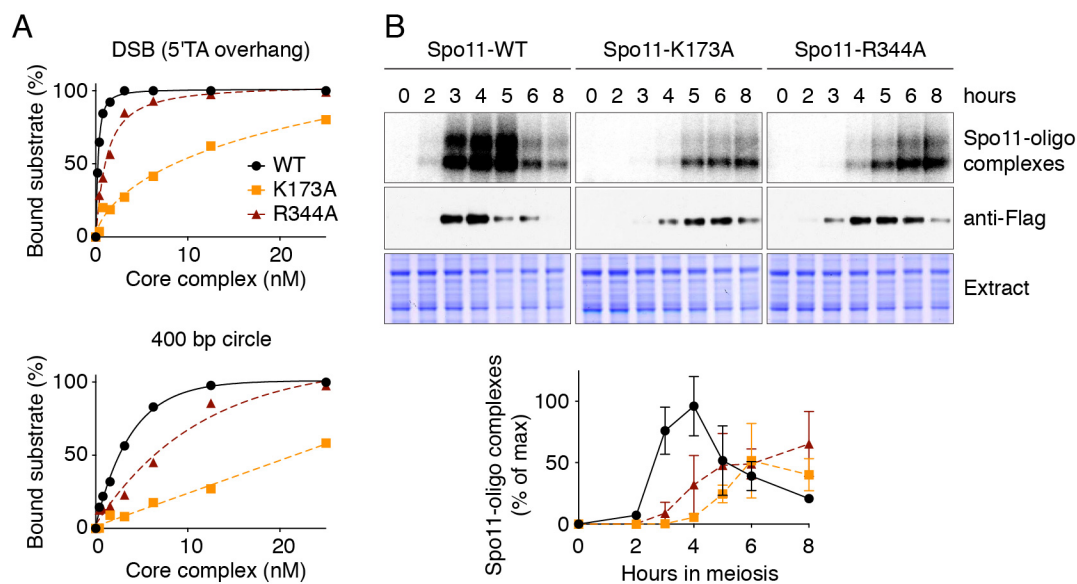 A
DSB (5'TA overhang)
Bound substrate (%)
100
50
0
WT
K173A
R344A
0 10 20
Core complex (nM)
400 bp circle
Bound substrate (%)
100
50
0
0 10 20
Core complex (nM)
B
Spo11-WT Spo11-K173A Spo11-R344A
0 2 3 4 5 6 8 0 2 3 4 5 6 8 0 2 3 4 5 6 8 hours
Spo11-oligo
complexes
anti-Flag
Extract
Spo11-oligo complexes
(% of max)
100
50
0
0 2 4 6 8
Hours in meiosis